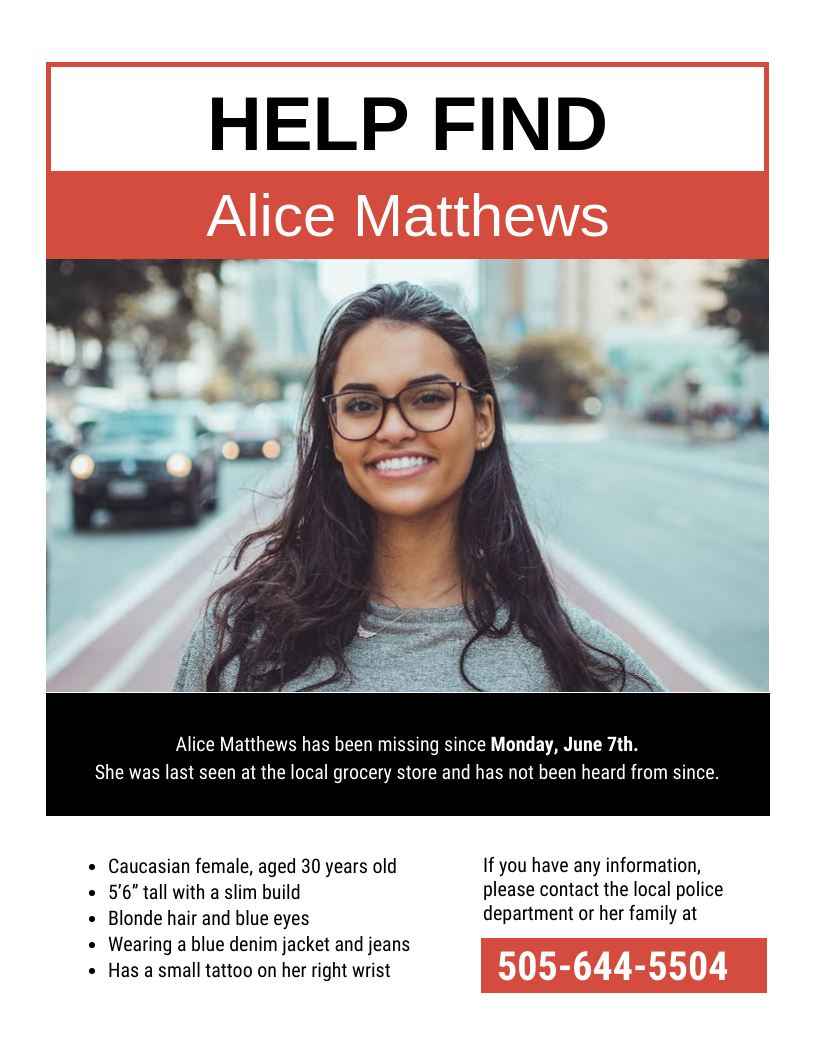 HELP FIND
Alice Matthews
Alice Matthews has been missing since Monday, June 7th.
She was last seen at the local grocery store and has not been heard from since.
• Caucasian female, aged 30 years old
• 5’6” tall with a slim build
• Blonde hair and blue eyes
• Wearing a blue denim jacket and jeans
• Has a small tattoo on her right wrist
If you have any information,
please contact the local police
department or her family at
505-644-5504